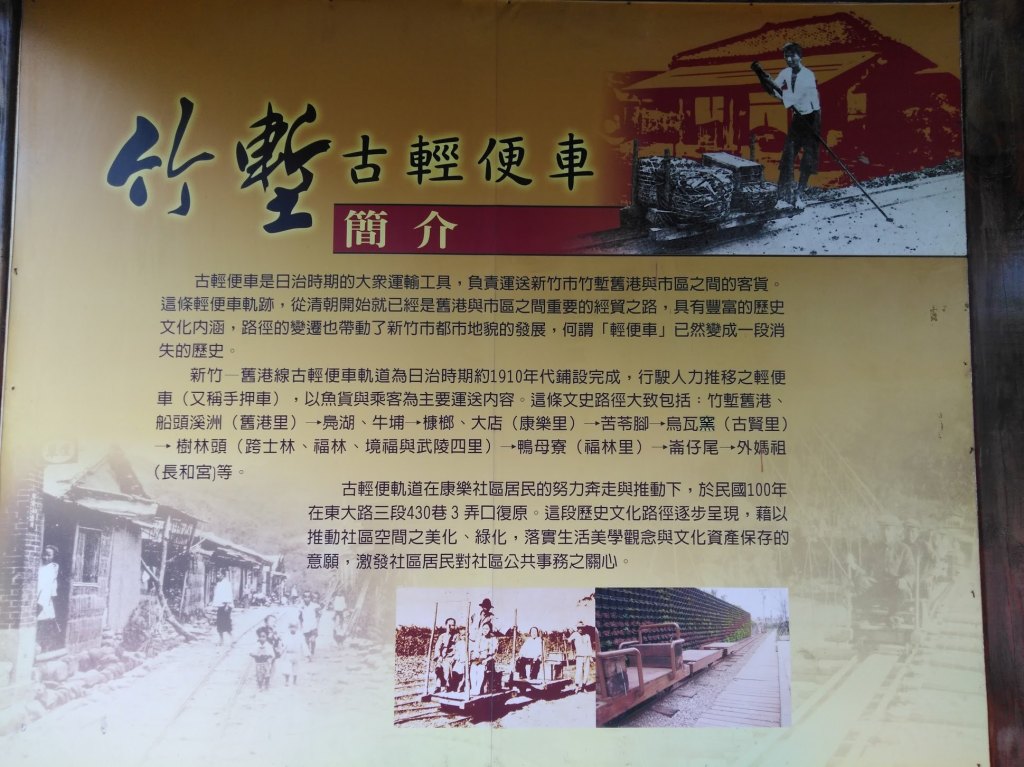 竹塹古輕便車
簡介
古輕便車是日治時期的大眾運輸工具，負責運送新竹市竹塹舊港與市區之間的客貨。
這條輕便車軌跡，從清朝開始就已經是舊港與市區之間重要的經貿之路，具有豐富的歷史
文化內涵，路徑的變遷也帶動了新竹市都市地貌的發展，何謂「輕便車」已然變成一段消
失的歷史。
新竹—舊港線古輕便車軌道為日治時期約1910年代鋪設完成，行駛人力推移之輕便
車（又稱手押車），以魚貨與乘客為主要運送內容。這條文史路徑大致包括：竹塹舊港、
船頭溪洲（舊港里）→鳧湖、牛埔→槺榔、大店（康樂里）→苦苓腳→烏瓦窯（古賢里）
→樹林頭（跨士林、福林、境福與武陵四里）→鴨母寮（福林里）→崙仔尾→外媽祖
(長和宮)等。
古輕便軌道在康樂社區居民的努力奔走與推動下，於民國100年
在東大路三段430巷３弄口復原。這段歷史文化路徑逐步呈現，藉以
推動社區空間之美化、綠化，落實生活美學觀念與文化資產保存的
意願，激發社區居民對社區公共事務之關心。